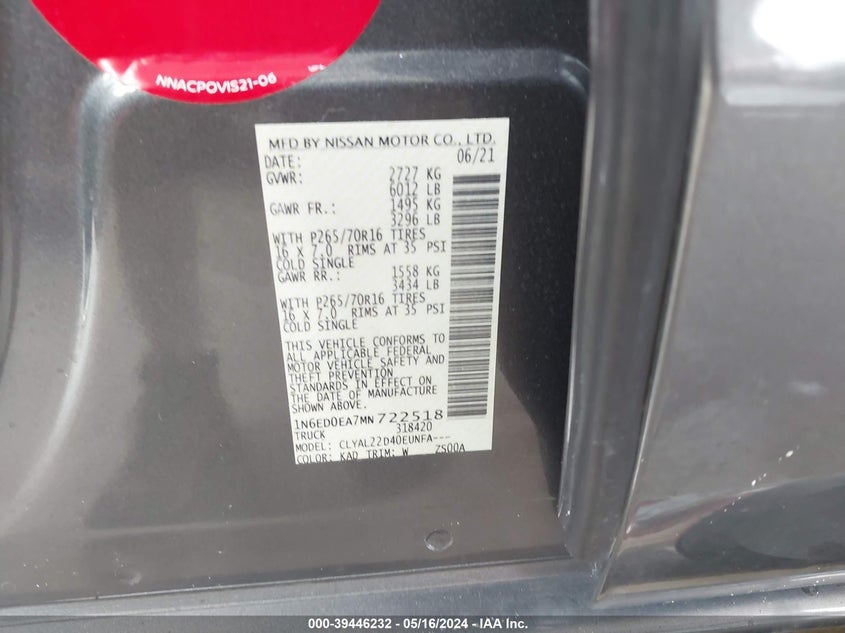 NNACPOVIS21-06
MFD BY NISSAN MOTOR CO., LTD.
DATE: 06/21
GVWR: 2727 KG
6012 LB
GAWR FR.: 1495 KG
3296 LB
WITH P265/70R16 TIRES
16 X 7.0 RIMS AT 35 PSI
COLD SINGLE
GAWR RR.: 1558 KG
3434 LB
WITH P265/70R16 TIRES
16 X 7.0 RIMS AT 35 PSI
COLD SINGLE
THIS VEHICLE CONFORMS TO
ALL APPLICABLE FEDERAL
MOTOR VEHICLE SAFETY AND
THEFT PREVENTION
STANDARDS IN EFFECT ON
THE DATE OF MANUFACTURE
SHOWN ABOVE.
1N6ED0EA7MN722518
TRUCK 318420
MODEL: CLYAL22D40EUNFA---
COLOR: KAD TRIM: W ZS00A
000-39446232 - 05/16/2024 - IAA Inc.